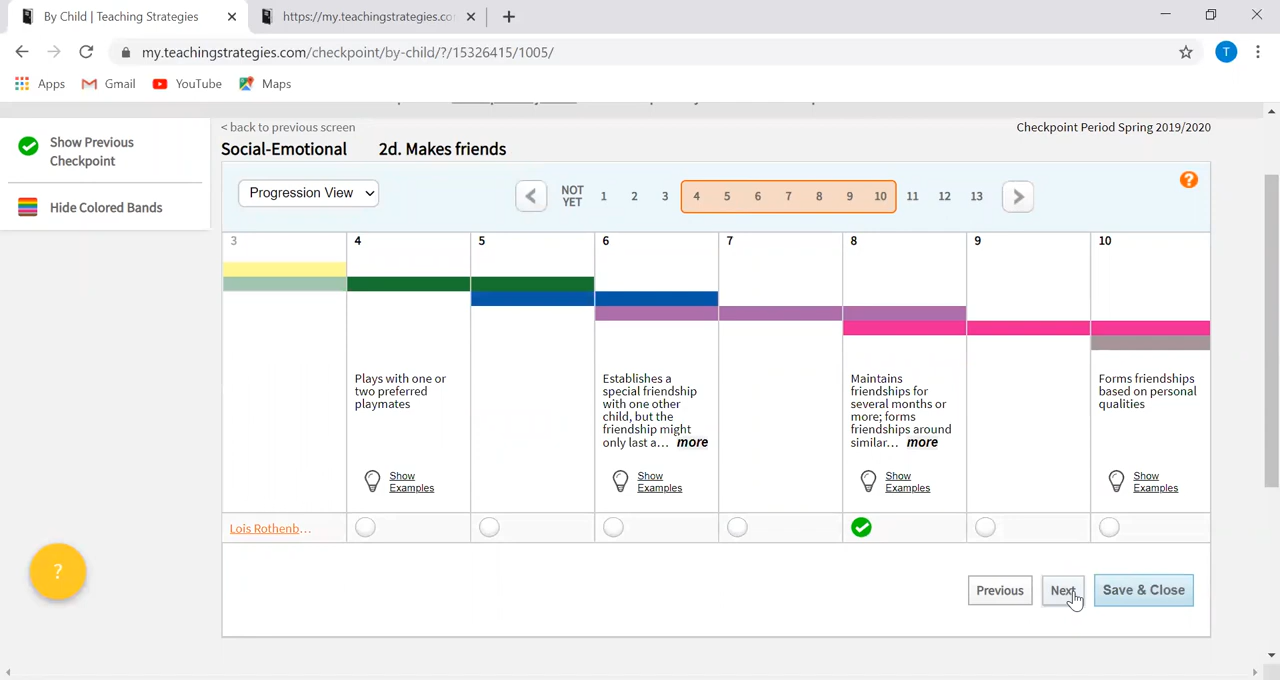 By Child | Teaching Strategies
https://my.teachingstrategies.co
my.teachingstrategies.com/checkpoint/by-child/?/15326415/1005/
T
Apps
Gmail
YouTube
Maps
Show Previous
Checkpoint
Hide Colored Bands
< back to previous screen
Checkpoint Period Spring 2019/2020
Social-Emotional 2d. Makes friends
Progression View
NOT
YET
1 2 3 4 5 6 7 8 9 10 11 12 13
?
3 4 5 6 7 8 9 10
Plays with one or
two preferred
playmates
Show
Examples
Establishes a
special friendship
with one other
child, but the
friendship might
only last a... more
Show
Examples
Maintains
friendships for
several months or
more; forms
friendships around
similar... more
Show
Examples
Forms friendships
based on personal
qualities
Show
Examples
Lois Rothenb...
?
Previous
Next
Save & Close